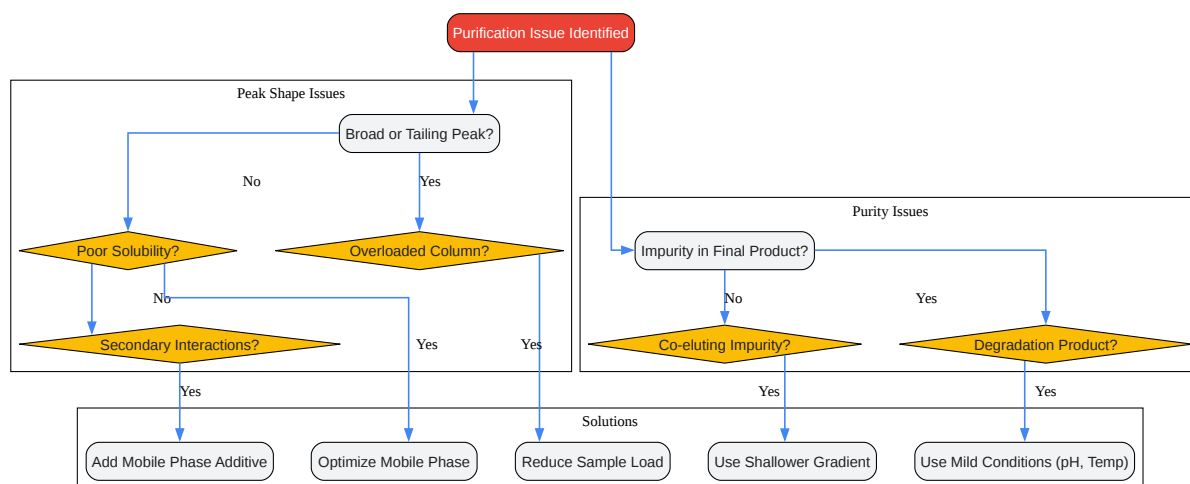 Purification Issue Identified
Peak Shape Issues
Broad or Tailing Peak?
No
Yes
Purity Issues
Poor Solubility?
Overloaded Column?
Impurity in Final Product?
No
No
Yes
Secondary Interactions?
Yes
Yes
Co-eluting Impurity?
Degradation Product?
Yes
Yes
Yes
Solutions
Add Mobile Phase Additive
Optimize Mobile Phase
Reduce Sample Load
Use Shallower Gradient
Use Mild Conditions (pH, Temp)